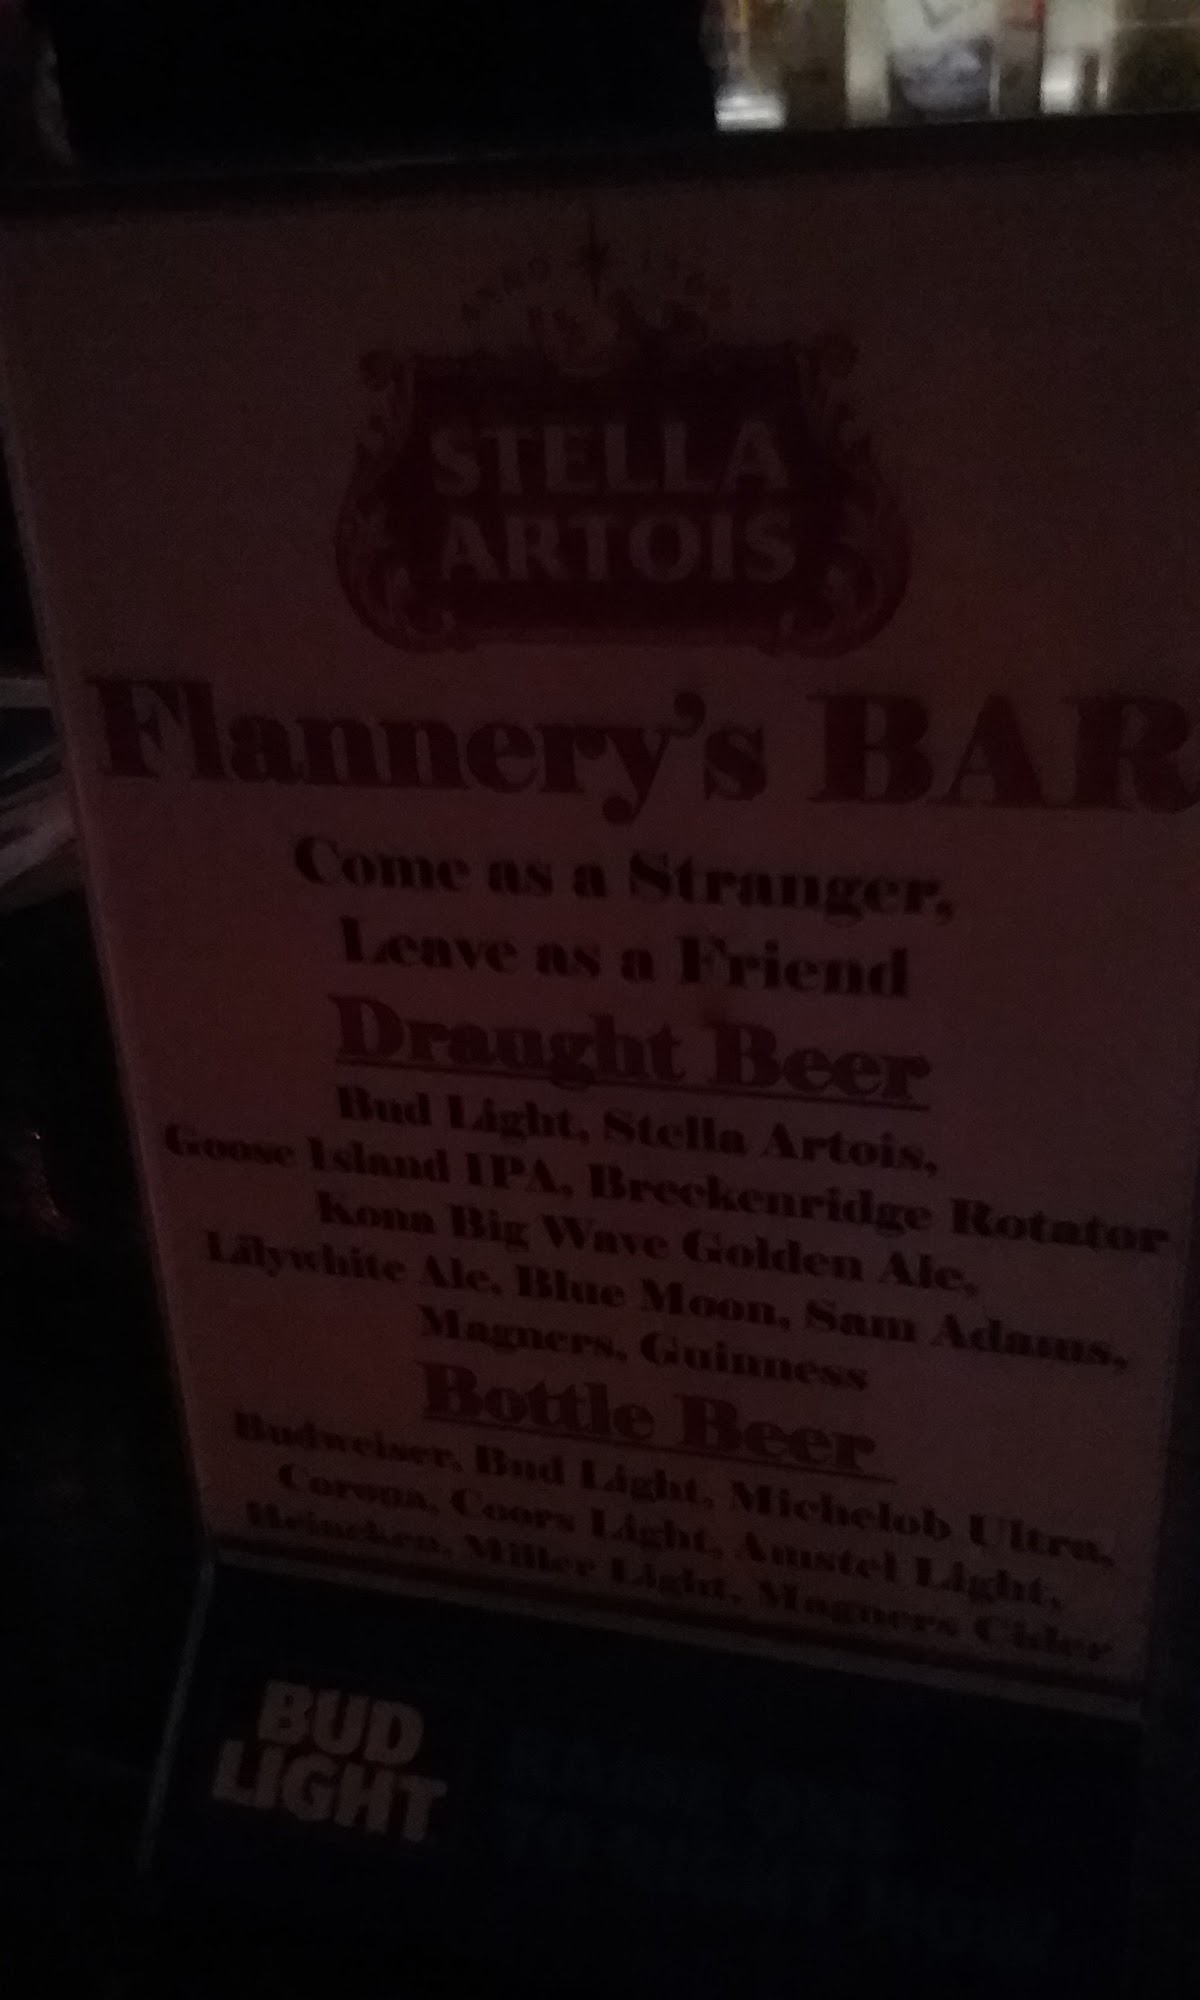 STELLA
ARTOIS
Flannery's BAR
Come as a Stranger,
Leave as a Friend
Draught Beer
Bud Light, Stella Artois,
Goose Island IPA, Breckenridge Rotator
Kona Big Wave Golden Ale,
Lilywhite Ale, Blue Moon, Sam Adams,
Magners, Guinness
Bottle Beer
Budweiser, Bud Light, Michelob Ultra,
Corona, Coors Light, Amstel Light,
Heineken, Miller Light, Magners Cider
BUD
LIGHT